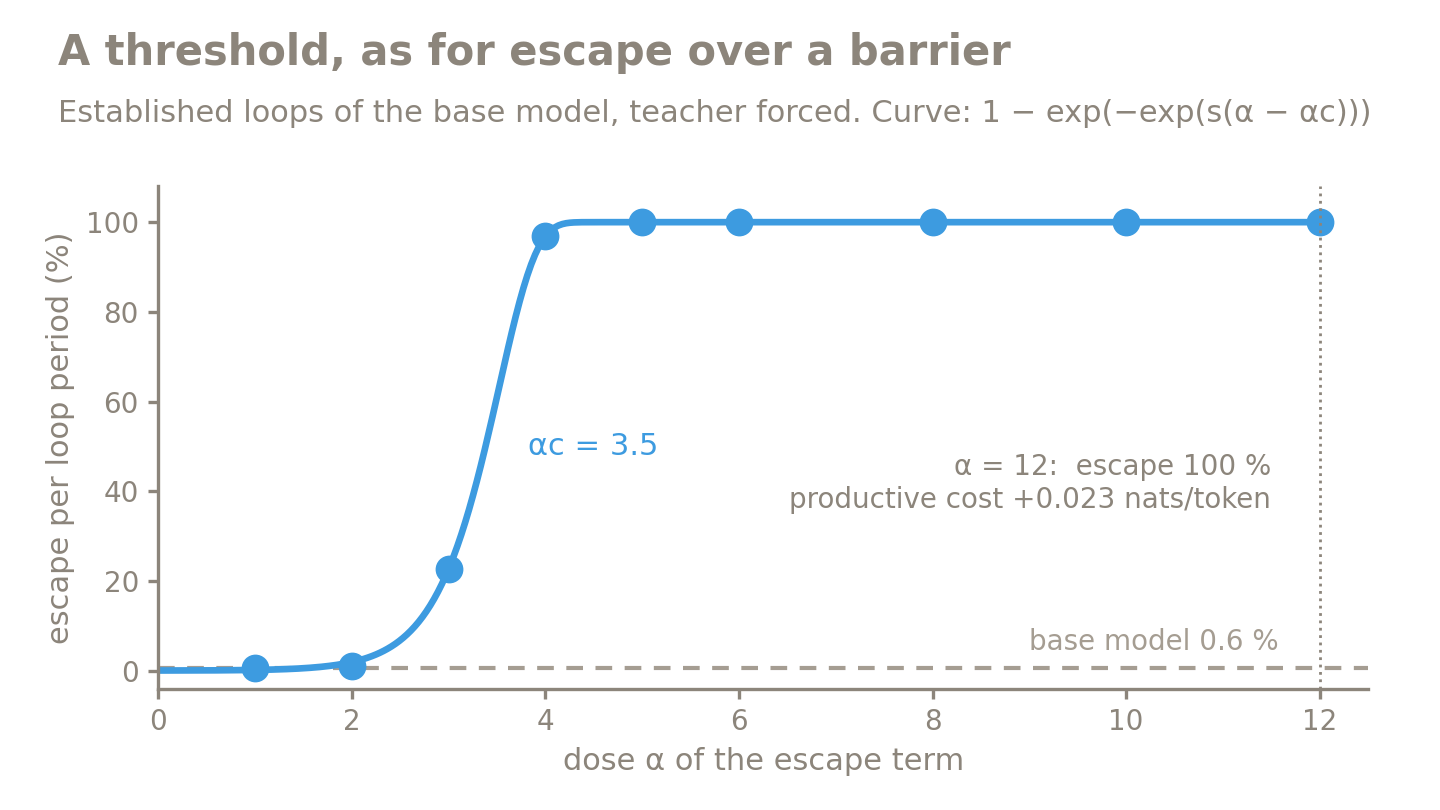 A threshold, as for escape over a barrier
Established loops of the base model, teacher forced. Curve: 1 − exp(−exp(s(α − αc)))
escape per loop period (%)
100
80
60
40
20
0
αc = 3.5
α = 12:  escape 100 %
productive cost +0.023 nats/token
base model 0.6 %
0 2 4 6 8 10 12
dose α of the escape term